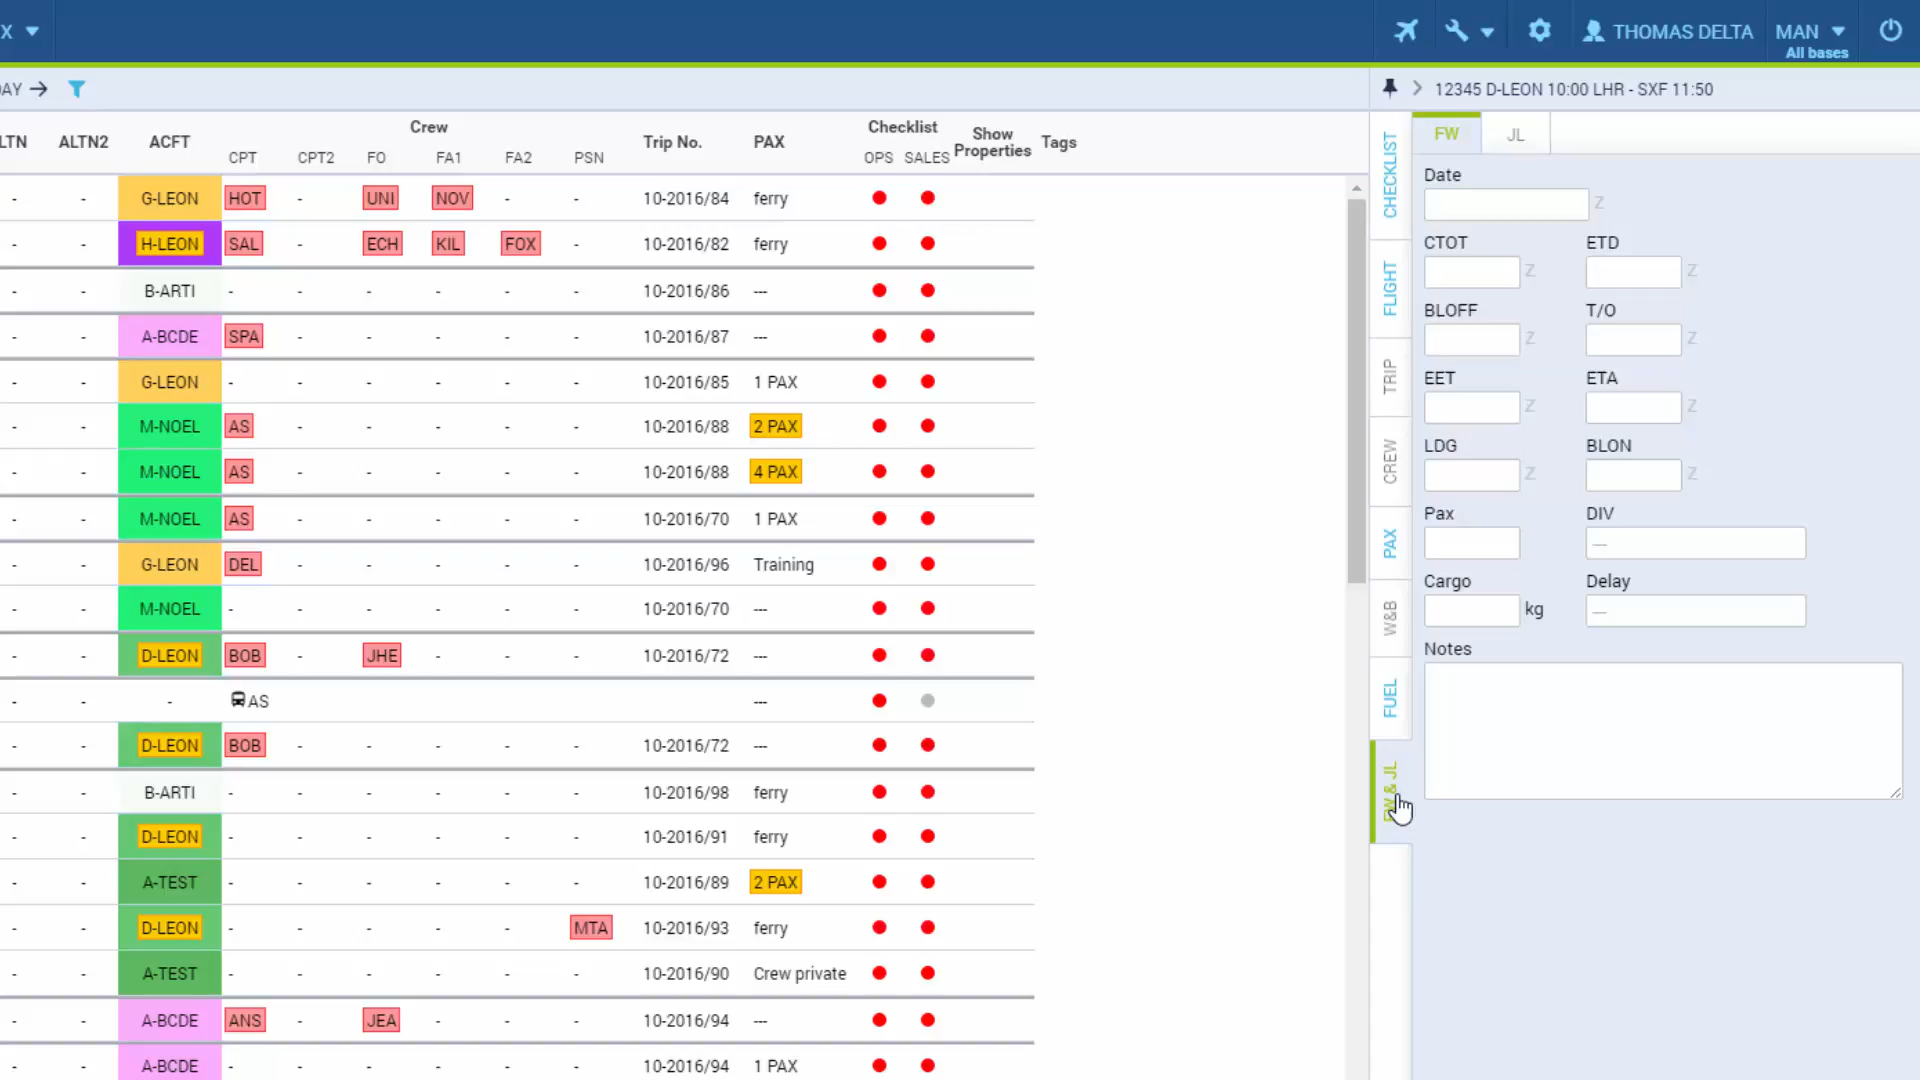 X
THOMAS DELTA
MAN
All bases
AY
12345 D-LEON 10:00 LHR - SXF 11:50
LTN ALTN2 ACFT Crew Trip No. PAX Checklist Show Properties Tags
CPT CPT2 FO FA1 FA2 PSN OPS SALES
- - G-LEON HOT - UNI NOV - - 10-2016/84 ferry
- - H-LEON SAL - ECH KIL FOX - 10-2016/82 ferry
- - B-ARTI - - - - - - 10-2016/86 ---
- - A-BCDE SPA - - - - - 10-2016/87 ---
- - G-LEON - - - - - - 10-2016/85 1 PAX
- - M-NOEL AS - - - - - 10-2016/88 2 PAX
- - M-NOEL AS - - - - - 10-2016/88 4 PAX
- - M-NOEL AS - - - - - 10-2016/70 1 PAX
- - G-LEON DEL - - - - - 10-2016/96 Training
- - M-NOEL - - - - - - 10-2016/70 ---
- - D-LEON BOB - JHE - - - 10-2016/72 ---
- - - AS ---
- - D-LEON BOB - - - - - 10-2016/72 ---
- - B-ARTI - - - - - - 10-2016/98 ferry
- - D-LEON - - - - - - 10-2016/91 ferry
- - A-TEST - - - - - - 10-2016/89 2 PAX
- - D-LEON - - - - - MTA 10-2016/93 ferry
- - A-TEST - - - - - - 10-2016/90 Crew private
- - A-BCDE ANS - JEA - - - 10-2016/94 ---
- - A-BCDE - - - - - - 10-2016/94 1 PAX
CHECKLIST
FLIGHT
TRIP
CREW
PAX
W&B
FUEL
FW & JL
FW JL
Date
Z
CTOT ETD
Z Z
BLOFF T/O
Z Z
EET ETA
Z Z
LDG BLON
Z Z
Pax DIV
—
Cargo Delay
kg —
Notes